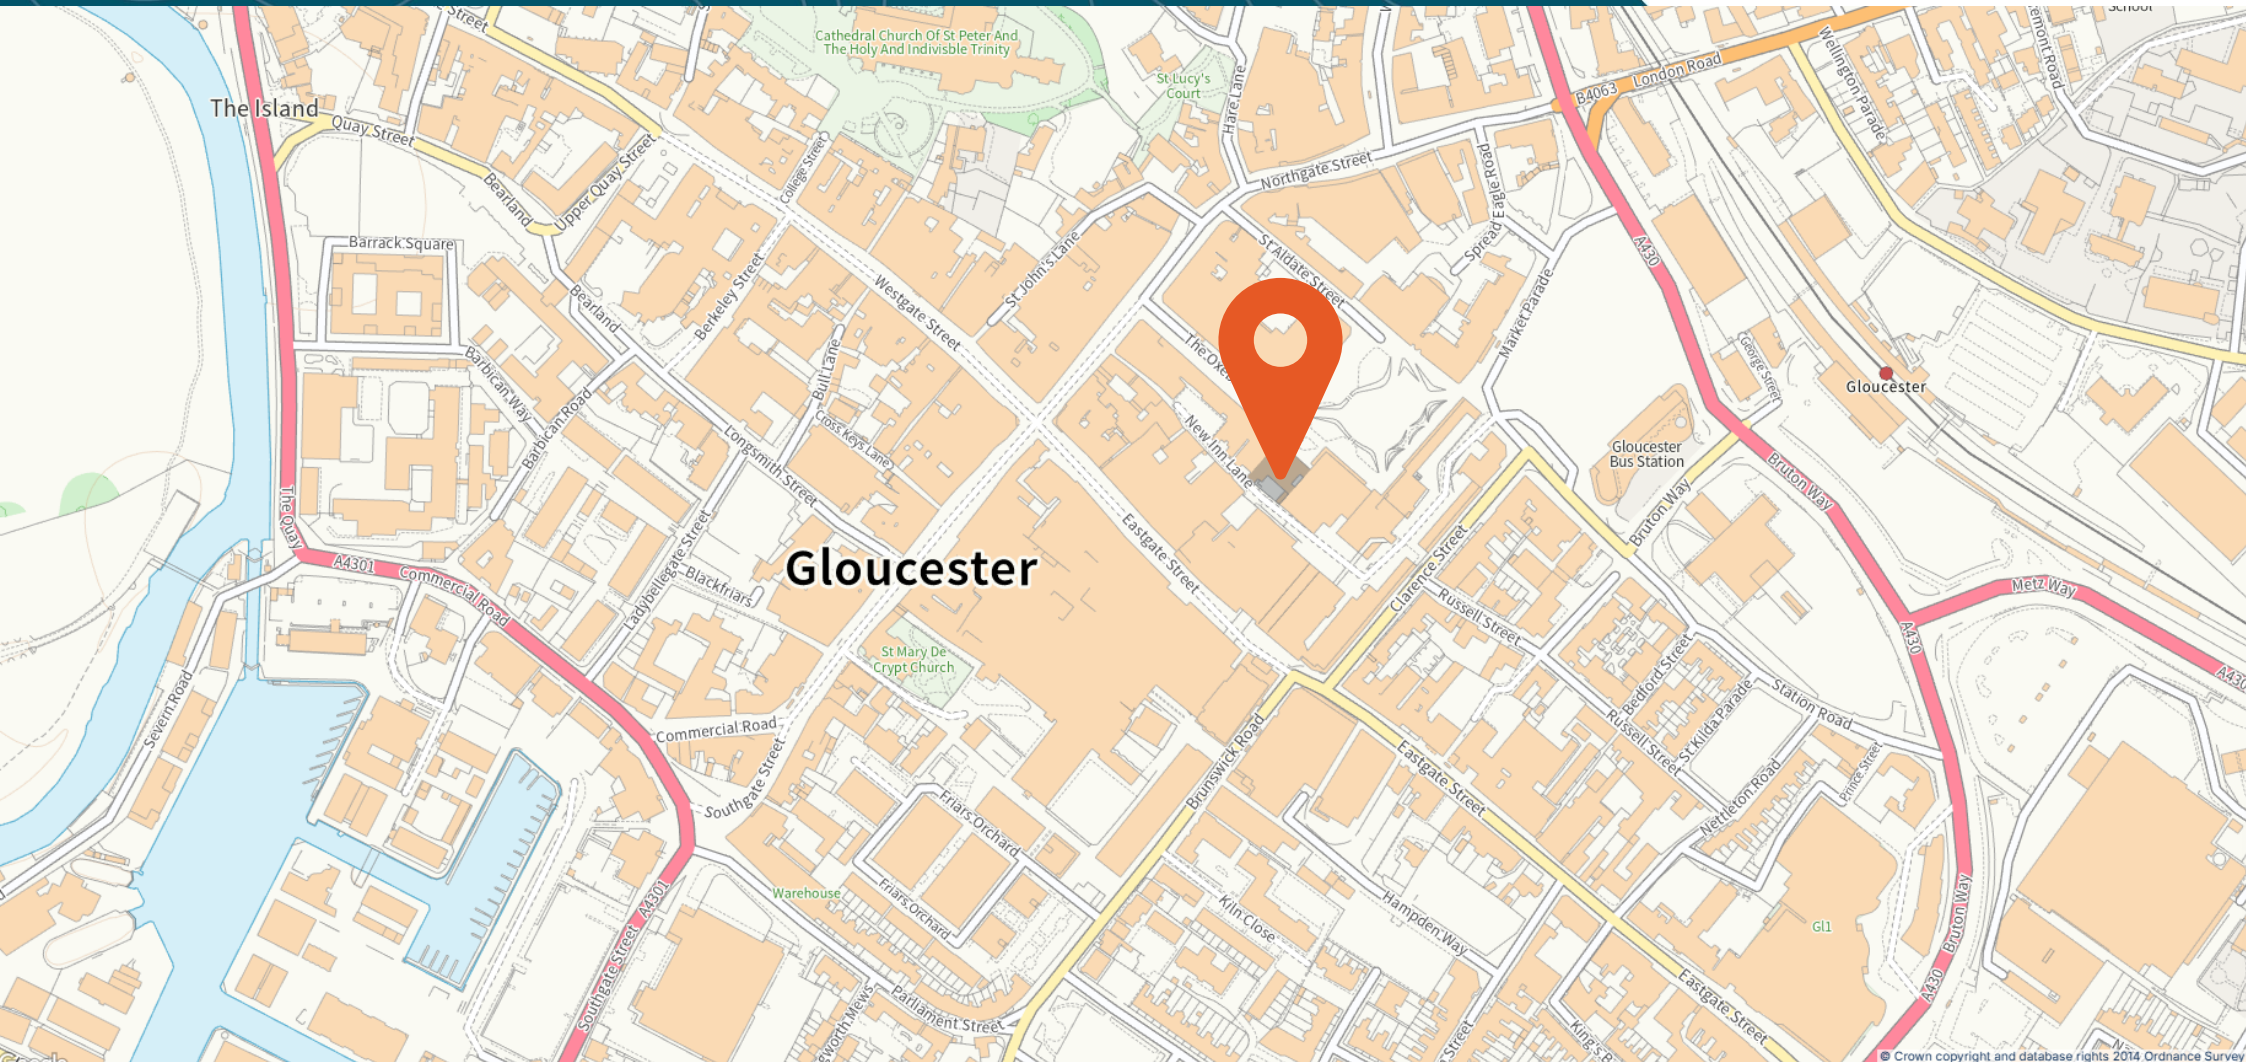 School
Cathedral Church Of St Peter And
The Holy And Indivisble Trinity
St Lucy's
Court
Hare Lane
London Road
B4063
Wellington Parade
The Island
Quay Street
Bearland
Upper Quay Street
College Street
Northgate Street
Spread Eagle Road
Barrack Square
Berkeley Street
St John's Lane
St Aldate Street
A430
Bearland
Westgate Street
Market Parade
George Street
Gloucester
Barbican Way
Barbican Road
Bull Lane
Cross Keys Lane
Longsmith Street
New Inn Lane
Gloucester
Bus Station
Bruton Way
Bruton Way
The Quay
A4301
Commercial Road
Ladybellegate Street
Blackfriars
Gloucester
Eastgate Street
Clarence Street
Russell Street
Metz Way
A430
A430
St Mary De
Crypt Church
Severn Road
Bedford Street
Russell Street
St Kilda Parade
Station Road
Commercial Road
Southgate Street
Brunswick Road
Eastgate Street
Nettleton Road
Prince Street
Friars Orchard
Friars Orchard
Warehouse
A4301
Southgate Street
Kiln Close
Hampden Way
Gl1
Bruton Way
A430
Parliament Street
Eastgate Street
© Crown copyright and database rights 2014 Ordnance Survey